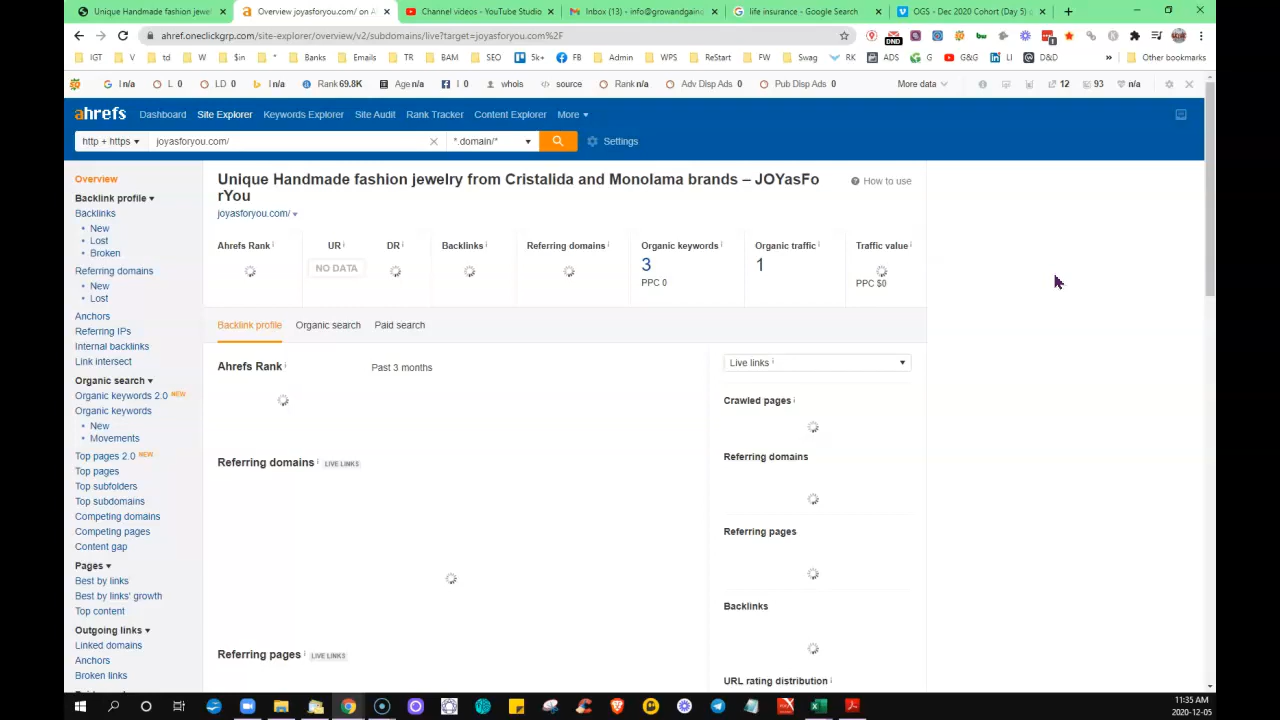 Unique Handmade fashion jewelry f
Overview joyasforyou.com/ on A
Channel videos - YouTube Studio
Inbox (13) - info@growandgain
life insurance - Google Search
OGS - Dec 2020 Cohort (Day 5)
ahref.oneclickgrp.com/site-explorer/overview/v2/subdomains/live?target=joyasforyou.com%2F
IGT V td W $in * Banks Emails TR BAM SEO 5k+ FB Admin WPS ReStart FW Swag RK ADS G G&G LI D&D » Other bookmarks
I n/a L 0 LD 0 I n/a Rank 69.8K Age n/a I 0 whois source Rank n/a Adv Disp Ads 0 Pub Disp Ads 0 More data 12 93 n/a
ahrefs Dashboard Site Explorer Keywords Explorer Site Audit Rank Tracker Content Explorer More
http + https joyasforyou.com/ *.domain/* Settings
Overview
Backlink profile
Backlinks
• New
• Lost
• Broken
Referring domains
• New
• Lost
Anchors
Referring IPs
Internal backlinks
Link intersect
Organic search
Organic keywords 2.0 NEW
Organic keywords
• New
• Movements
Top pages 2.0 NEW
Top pages
Top subfolders
Top subdomains
Competing domains
Competing pages
Content gap
Pages
Best by links
Best by links' growth
Top content
Outgoing links
Linked domains
Anchors
Broken links
Unique Handmade fashion jewelry from Cristalida and Monolama brands – JOYasFo
rYou
How to use
joyasforyou.com/
Ahrefs Rank UR DR Backlinks Referring domains Organic keywords Organic traffic Traffic value
NO DATA 3 1
PPC 0 PPC $0
Backlink profile Organic search Paid search
Ahrefs Rank Past 3 months
Referring domains LIVE LINKS
Referring pages LIVE LINKS
Live links
Crawled pages
Referring domains
Referring pages
Backlinks
URL rating distribution
11:35 AM
2020-12-05